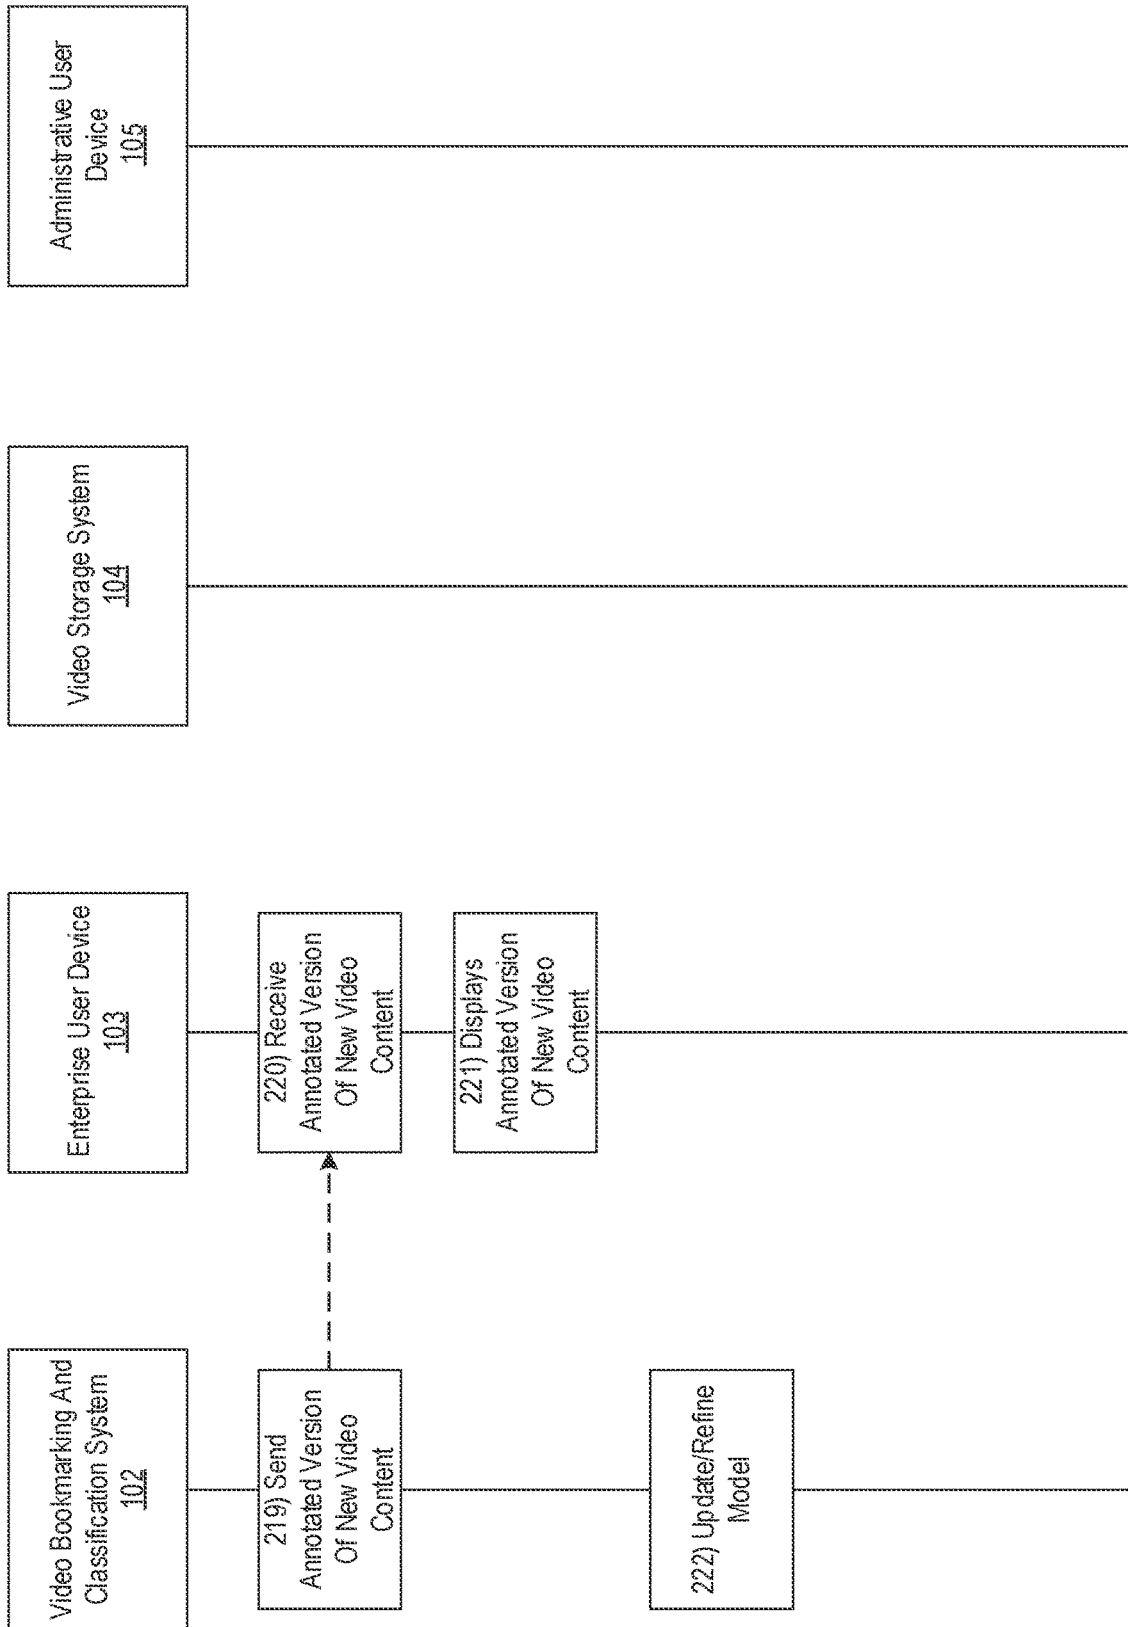 Video Bookmarking And
Classification System
102
Enterprise User Device
103
Video Storage System
104
Administrative User
Device
105
219) Send
Annotated Version
Of New Video
Content
220) Receive
Annotated Version
Of New Video
Content
221) Displays
Annotated Version
Of New Video
Content
222) Update/Refine
Model